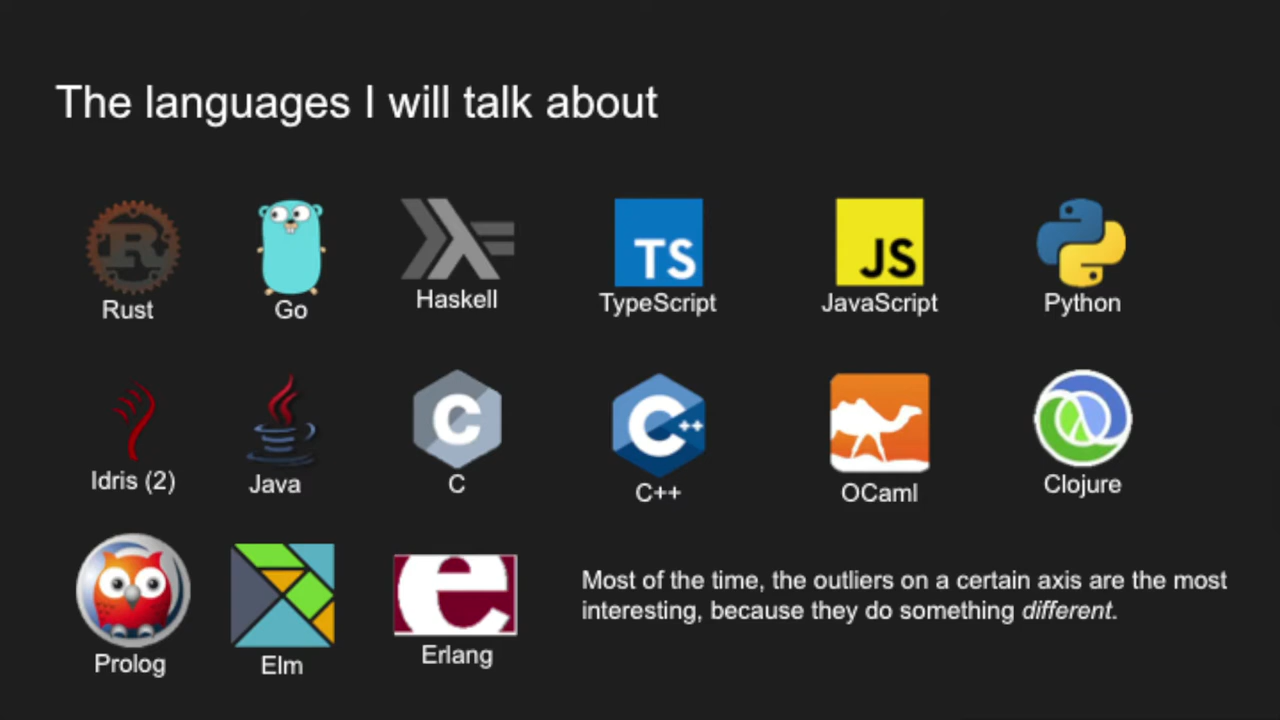 The languages I will talk about
R
TS
JS
Rust
Go
Haskell
TypeScript
JavaScript
Python
C
C++
Idris (2)
Java
C
C++
OCaml
Clojure
e
Most of the time, the outliers on a certain axis are the most
interesting, because they do something different.
Prolog
Elm
Erlang